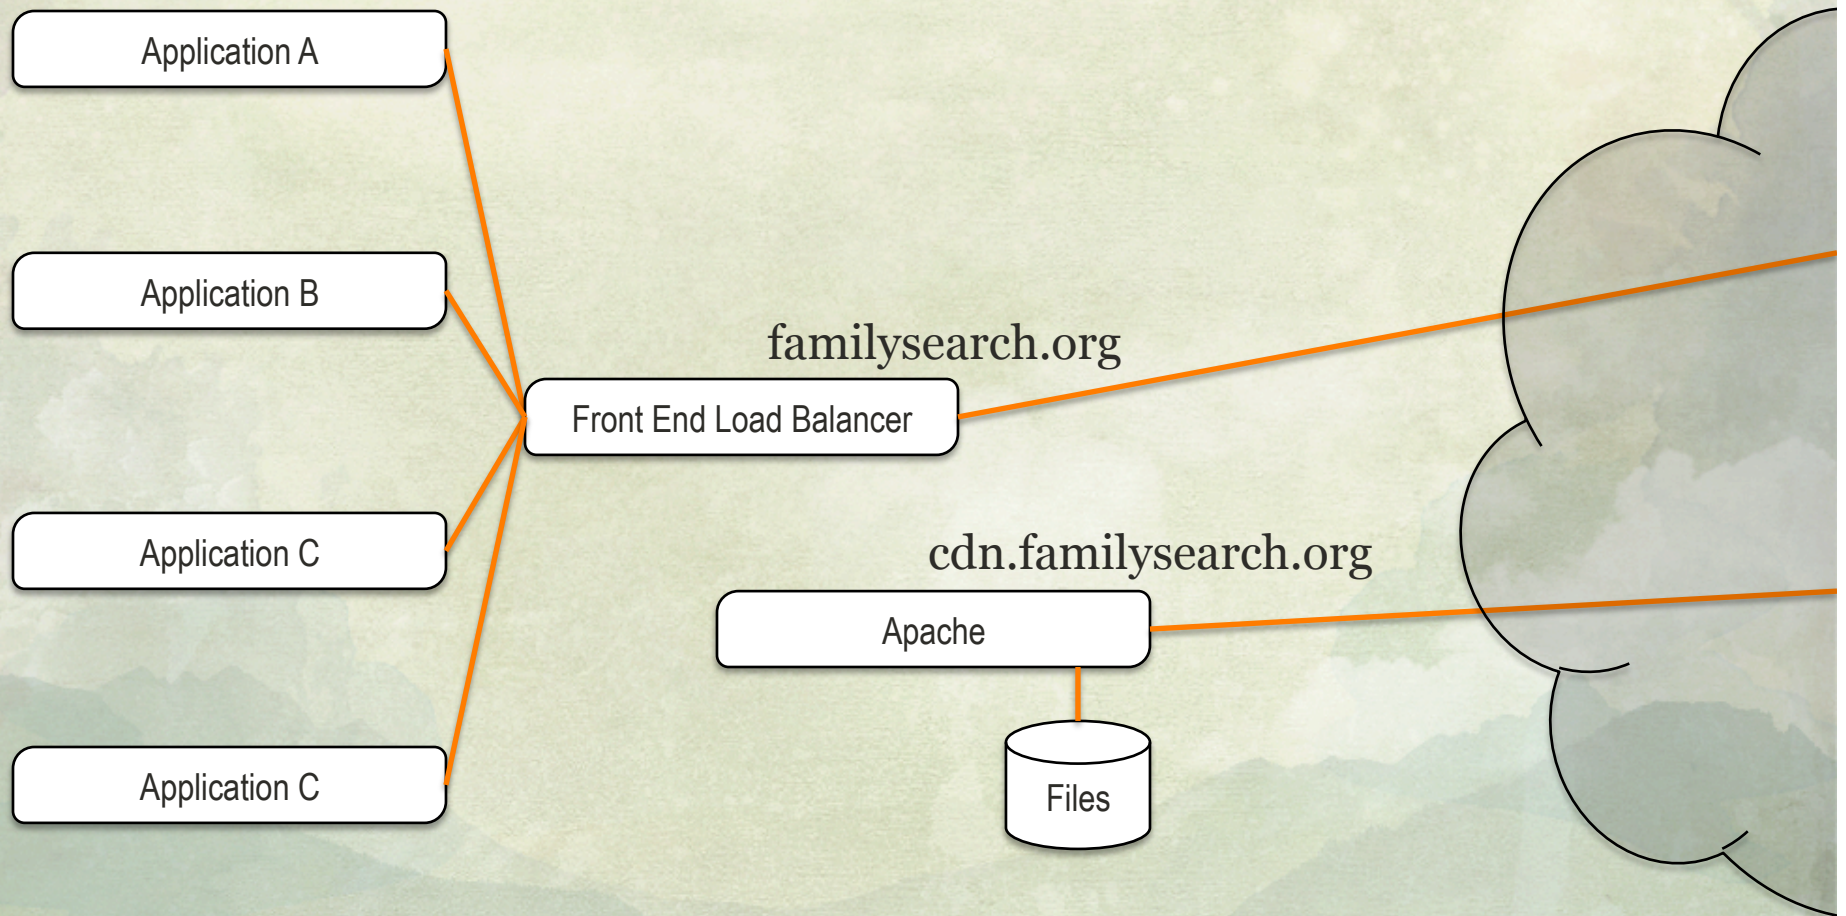 Application A
Application B
familysearch.org
Front End Load Balancer
Application C
cdn.familysearch.org
Apache
Application C
Files